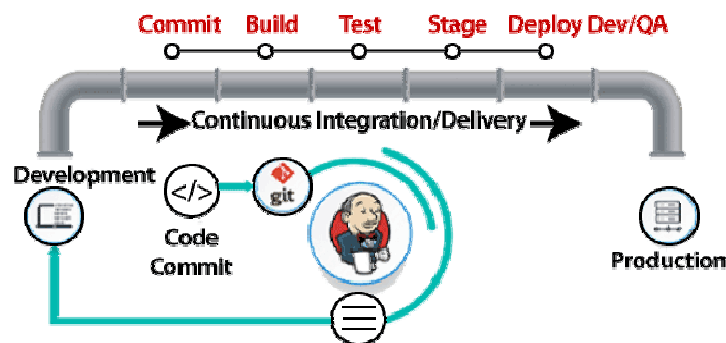 Commit Build Test Stage Deploy Dev/QA
Continuous Integration/Delivery
Development
</>
git
Code
Commit
Production